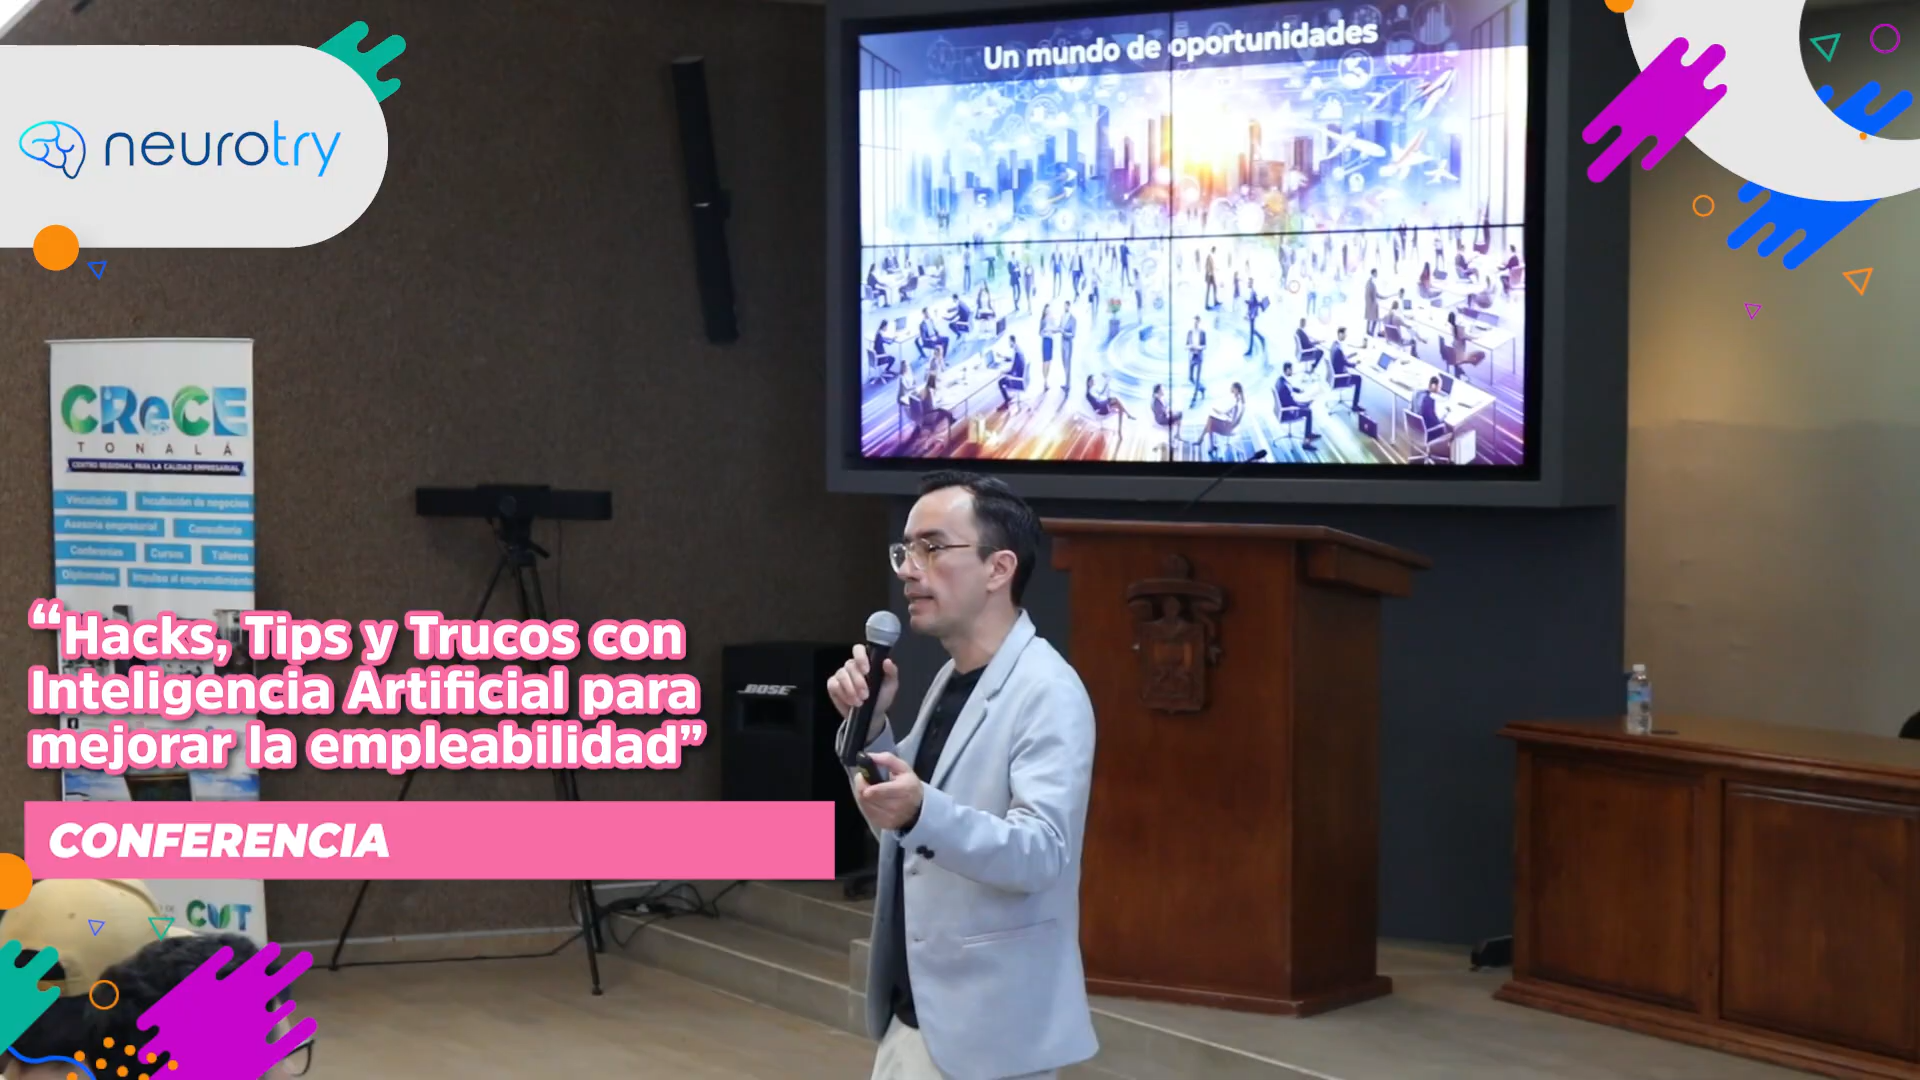 Un mundo de oportunidades
neurotry
CReCE
TONALÁ
CENTRO REGIONAL PARA LA CALIDAD EMPRESARIAL
Vinculación
Incubación de negocios
Asesoría empresarial
Consultoría
Conferencias
Cursos
Talleres
Diplomados
Impulso al emprendimiento
“Hacks, Tips y Trucos con
Inteligencia Artificial para
mejorar la empleabilidad”
BOSE
CONFERENCIA
CUT